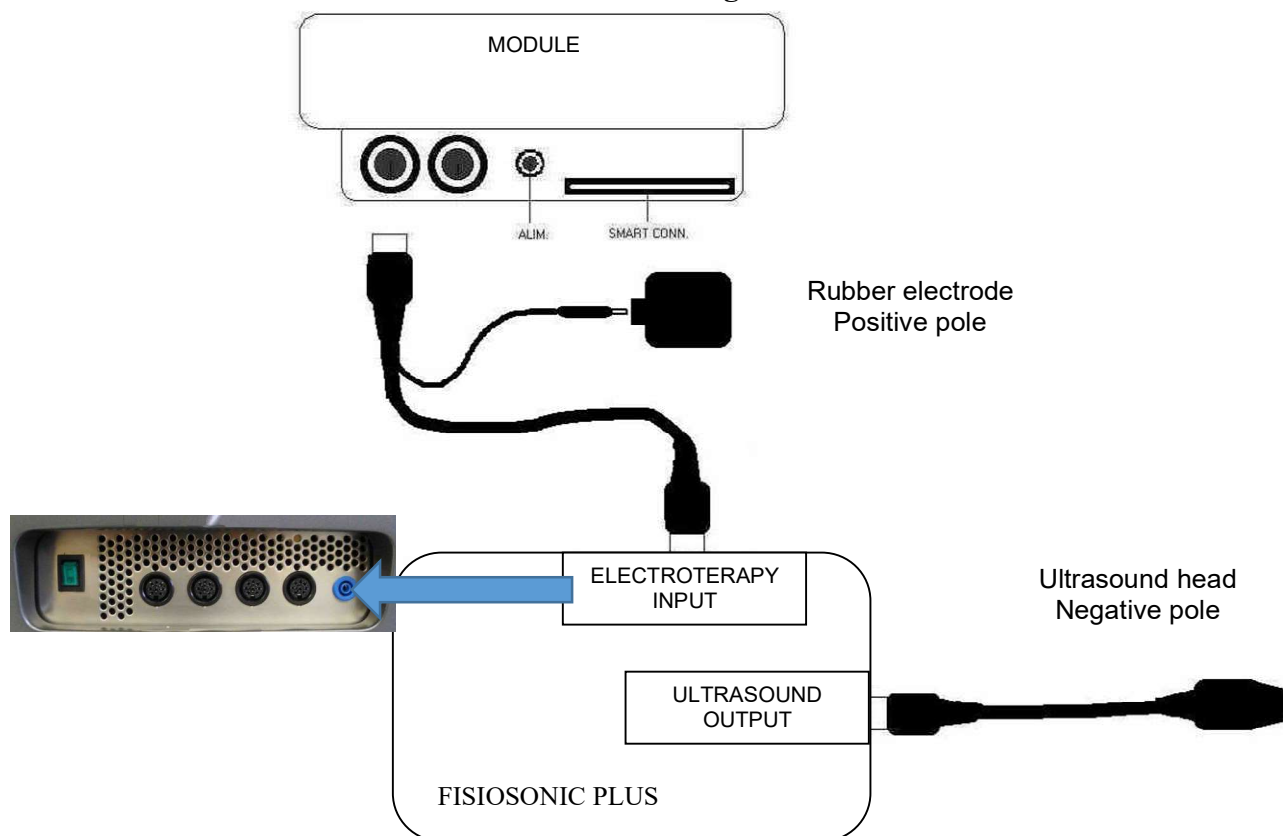 MODULE
ALIM.
SMART CONN.
Rubber electrode
Positive pole
ELECTROTERAPY
INPUT
Ultrasound head
Negative pole
ULTRASOUND
OUTPUT
FISIOSONIC PLUS